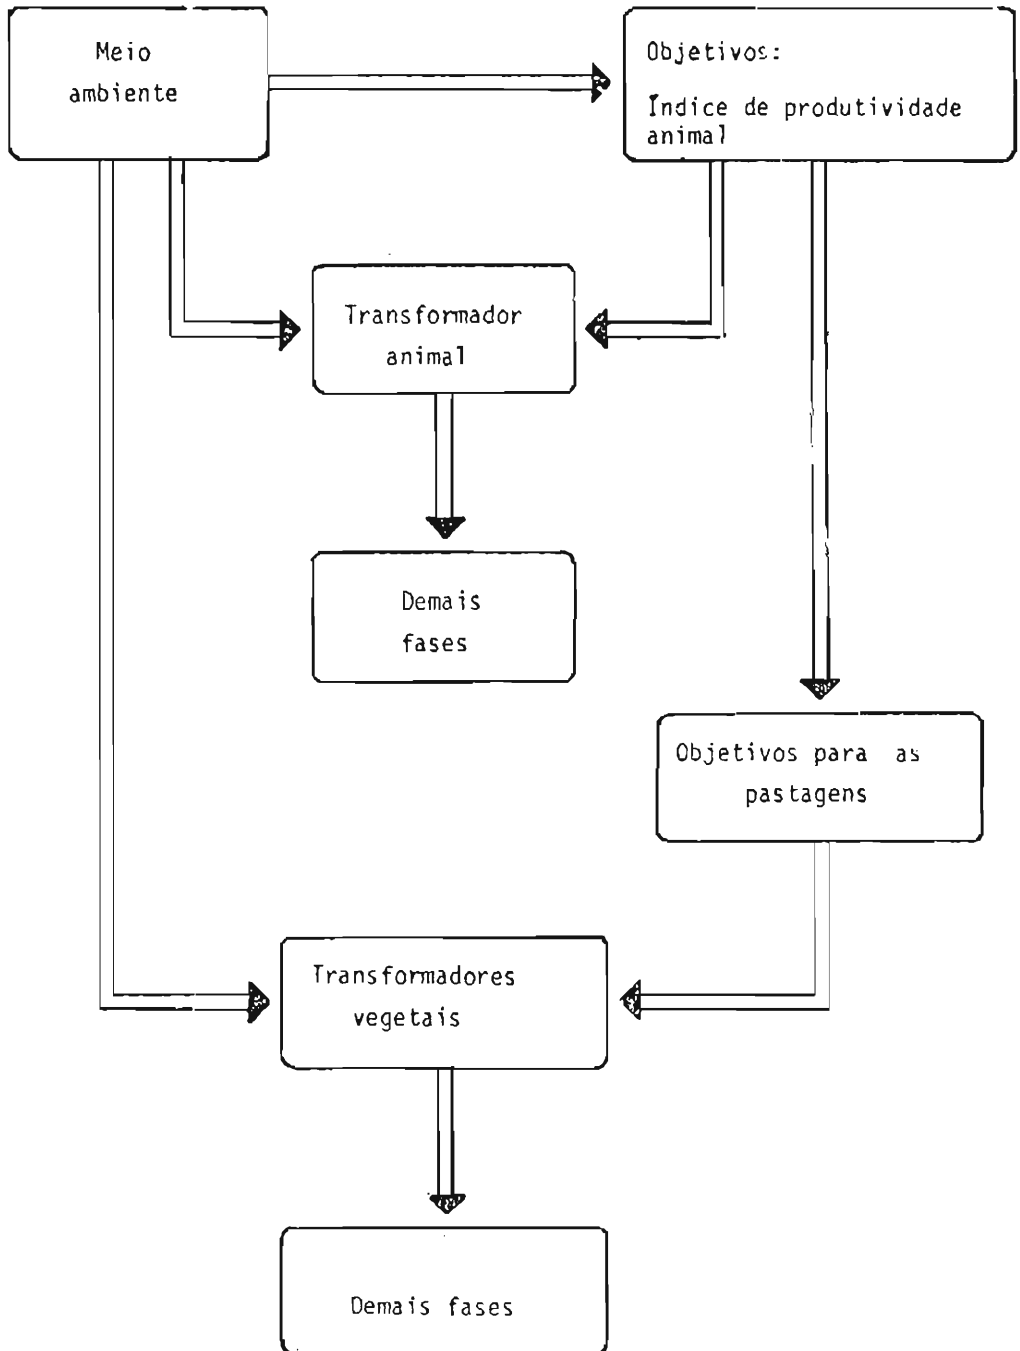 Meio
ambiente
Objetivos:
Índice de produtividade
animal
Transformador
animal
Demais
fases
Objetivos para as
pastagens
Transformadores
vegetais
Demais fases